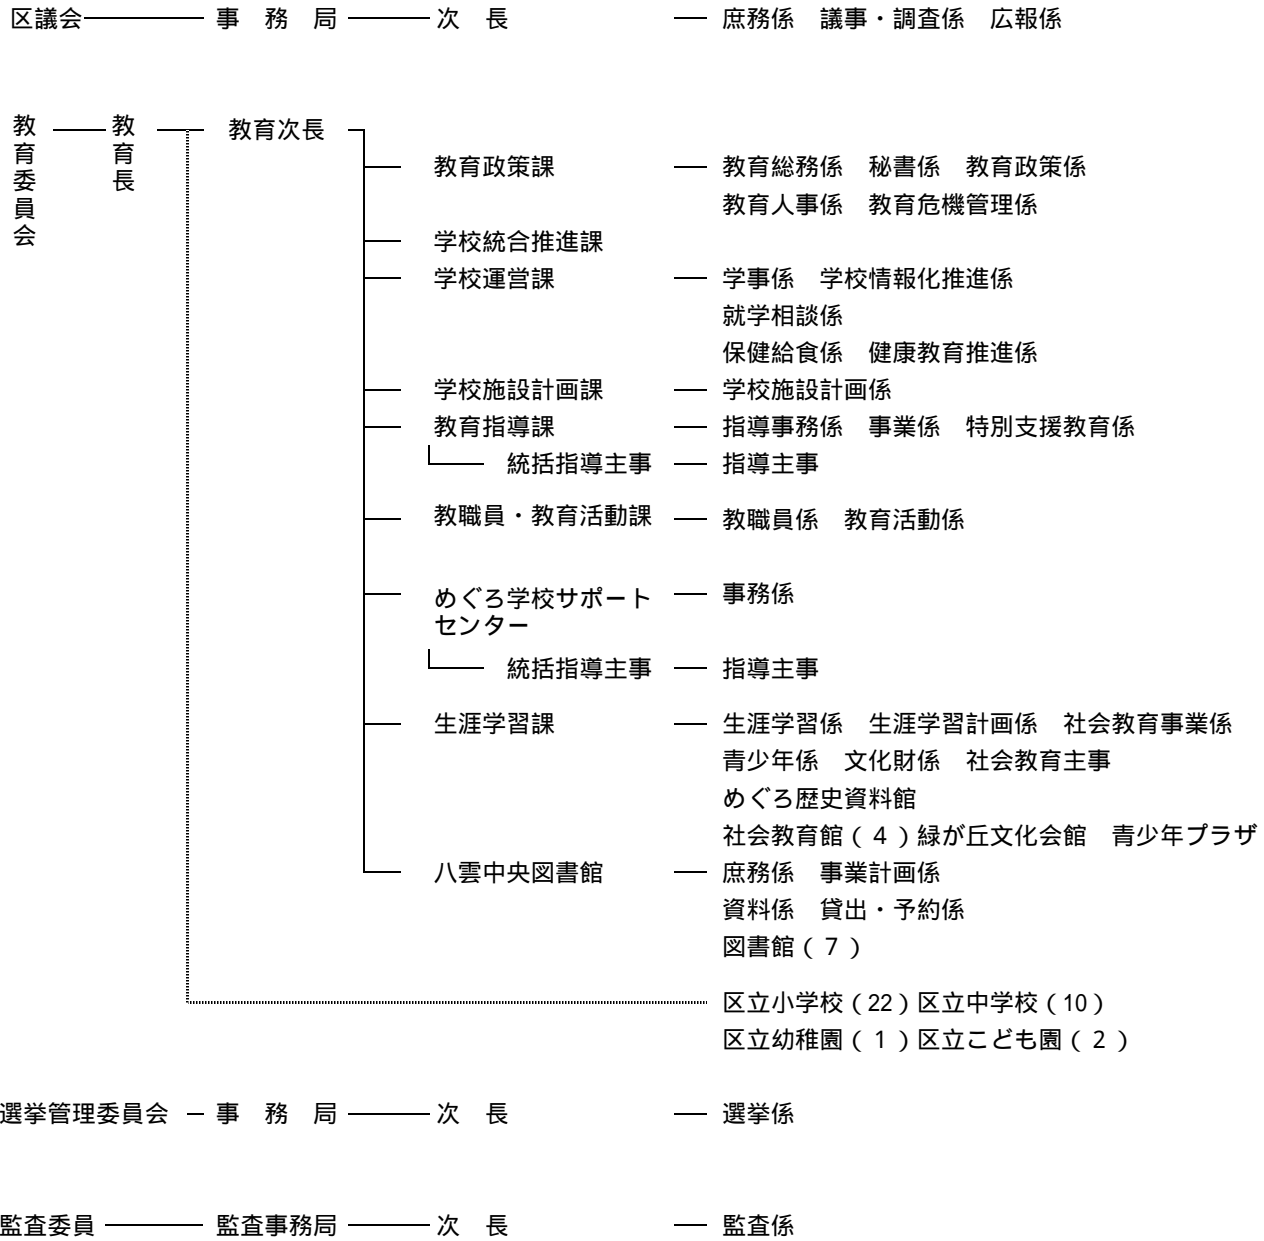 区議会 事　務　局 次　長 庶務係　議事・調査係　広報係
教育委員会 教育長 教育次長
教育政策課 教育総務係　秘書係　教育政策係
教育人事係　教育危機管理係
学校統合推進課
学校運営課 学事係　学校情報化推進係
就学相談係
保健給食係　健康教育推進係
学校施設計画課 学校施設計画係
教育指導課 指導事務係　事業係　特別支援教育係
統括指導主事 指導主事
教職員・教育活動課 教職員係　教育活動係
めぐろ学校サポート 事務係
センター
統括指導主事 指導主事
生涯学習課 生涯学習係　生涯学習計画係　社会教育事業係
青少年係　文化財係　社会教育主事
めぐろ歴史資料館
社会教育館（４）緑が丘文化会館　青少年プラザ
八雲中央図書館 庶務係　事業計画係
資料係　貸出・予約係
図書館（７）
区立小学校（22）区立中学校（10）
区立幼稚園（１）区立こども園（２）
選挙管理委員会 事　務　局 次　長 選挙係
監査委員 監査事務局 次　長 監査係